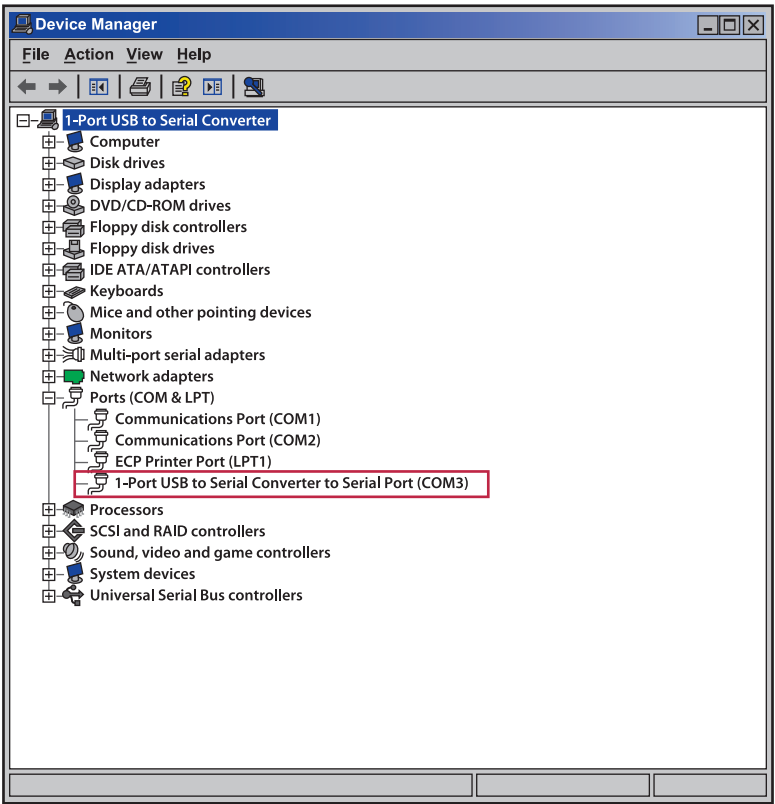 Device Manager
File Action View Help
1-Port USB to Serial Converter
Computer
Disk drives
Display adapters
DVD/CD-ROM drives
Floppy disk controllers
Floppy disk drives
IDE ATA/ATAPI controllers
Keyboards
Mice and other pointing devices
Monitors
Multi-port serial adapters
Network adapters
Ports (COM & LPT)
Communications Port (COM1)
Communications Port (COM2)
ECP Printer Port (LPT1)
1-Port USB to Serial Converter to Serial Port (COM3)
Processors
SCSI and RAID controllers
Sound, video and game controllers
System devices
Universal Serial Bus controllers